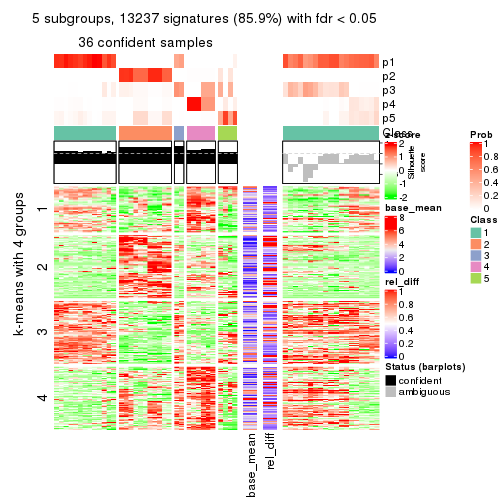 5 subgroups, 13237 signatures (85.9%) with fdr < 0.05
36 confident samples
p1
p2
p3
p4
p5
Class
k-means with 4 groups
1
2
3
4
base_mean
rel_diff
z-score
2
1
0
-1
-2
Silhouette
score
base_mean
8
6
4
2
0
rel_diff
1
0.8
0.6
0.4
0.2
0
Status (barplots)
confident
ambiguous
Prob
1
0.8
0.6
0.4
0.2
0
Class
1
2
3
4
5